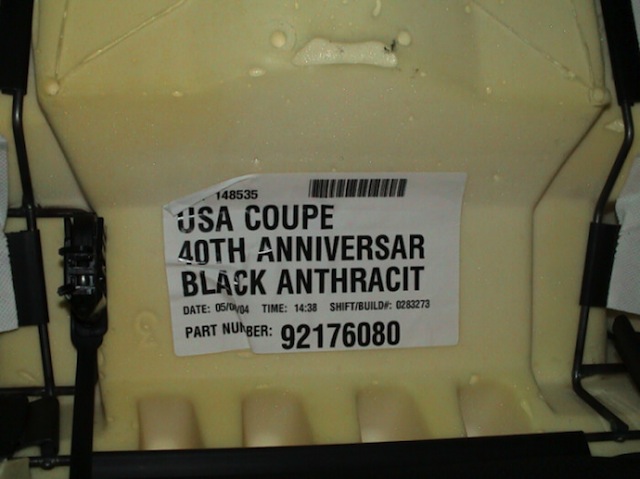 148535
USA COUPE
40TH ANNIVERSAR
BLACK ANTHRACIT
DATE: 05/0 /04 TIME: 14:38 SHIFT/BUILD#: 0283273
PART NUMBER: 92176080